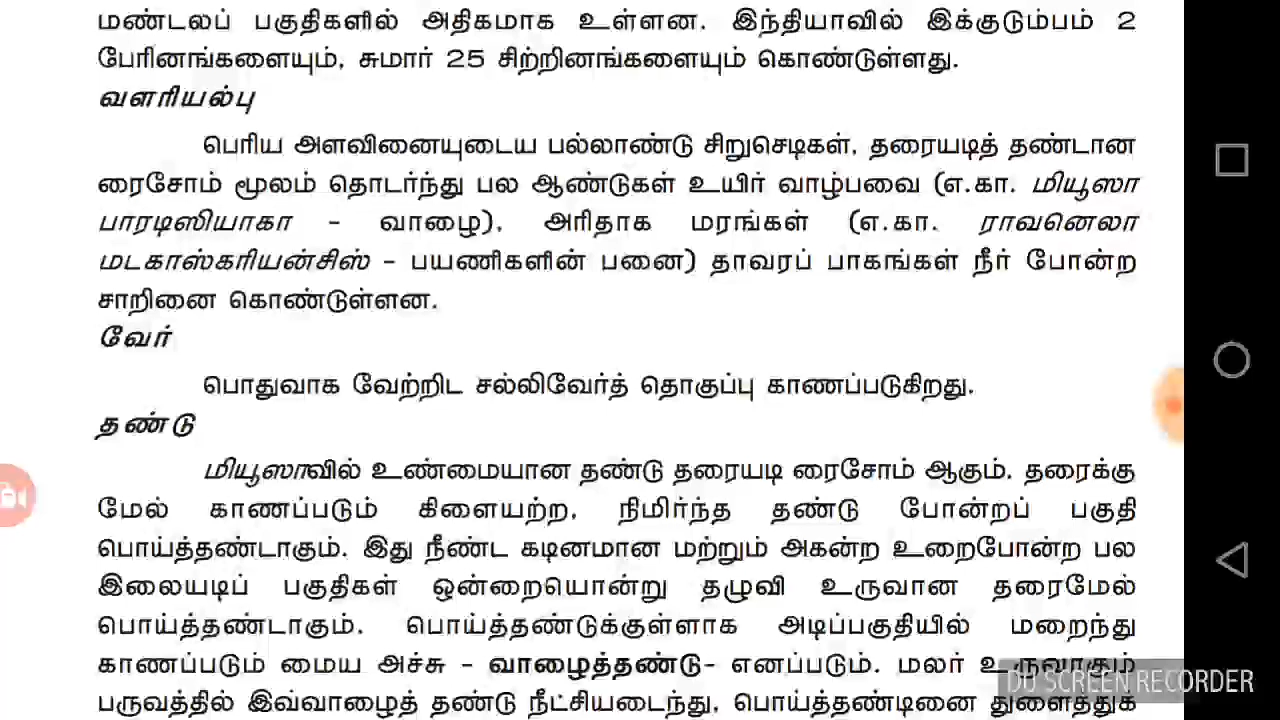 மண்டலப் பகுதிகளில் அதிகமாக உள்ளன. இந்தியாவில் இக்குடும்பம் 2
பேரினங்களையும், சுமார் 25 சிற்றினங்களையும் கொண்டுள்ளது.
வளரியல்பு
பெரிய அளவினையுடைய பல்லாண்டு சிறுசெடிகள், தரையடித் தண்டான
ரைசோம் மூலம் தொடர்ந்து பல ஆண்டுகள் உயிர் வாழ்பவை (எ.கா. மியூஸா
பாரடிஸியாகா - வாழை), அரிதாக மரங்கள் (எ.கா. ராவனெலா
மடகாஸ்கரியன்சிஸ் - பயணிகளின் பனை) தாவரப் பாகங்கள் நீர் போன்ற
சாறினை கொண்டுள்ளன.
வேர்
பொதுவாக வேற்றிட சல்லிவேர்த் தொகுப்பு காணப்படுகிறது.
தண்டு
மியூஸாவில் உண்மையான தண்டு தரையடி ரைசோம் ஆகும். தரைக்கு
மேல் காணப்படும் கிளையற்ற, நிமிர்ந்த தண்டு போன்றப் பகுதி
பொய்த்தண்டாகும். இது நீண்ட கடினமான மற்றும் அகன்ற உறைபோன்ற பல
இலையடிப் பகுதிகள் ஒன்றையொன்று தழுவி உருவான தரைமேல்
பொய்த்தண்டாகும். பொய்த்தண்டுக்குள்ளாக அடிப்பகுதியில் மறைந்து
காணப்படும் மைய அச்சு - வாழைத்தண்டு- எனப்படும். மலர் உருவாகும்
பருவத்தில் இவ்வாழைத் தண்டு நீட்சியடைந்து, பொய்த்தண்டினை துளைத்துக்
DU SCREEN RECORDER